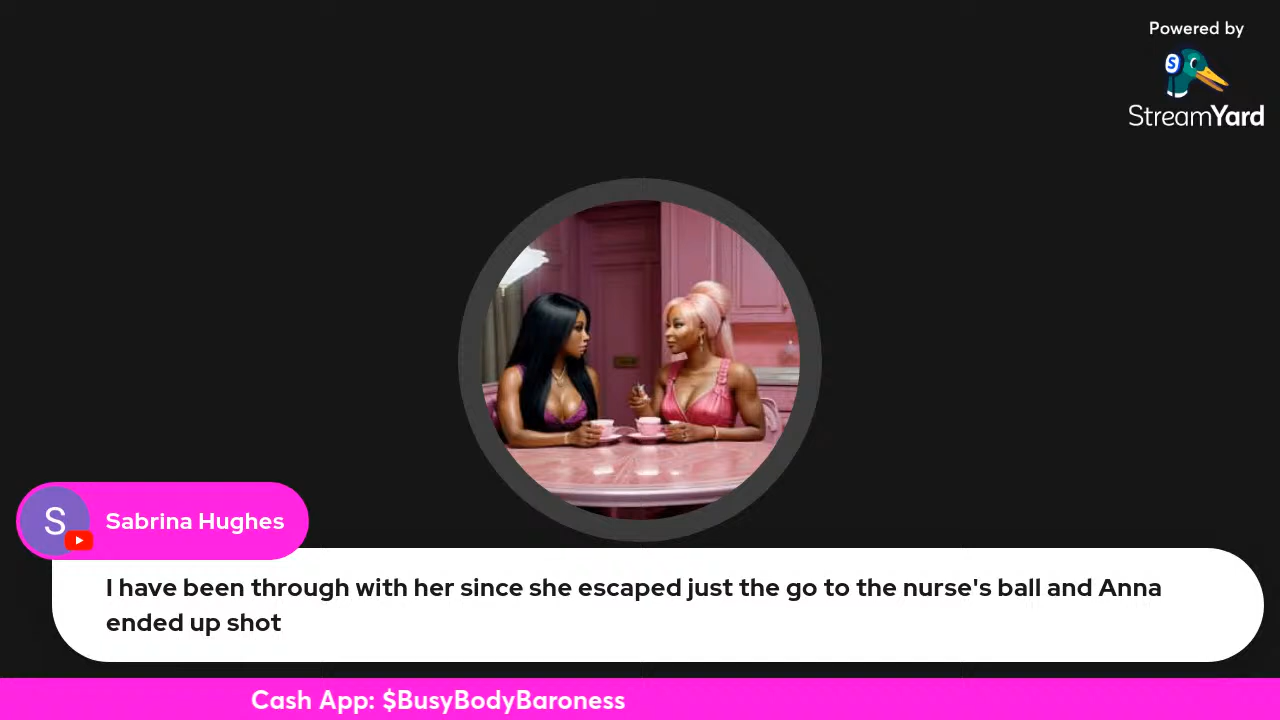 Powered by
S
StreamYard
S
Sabrina Hughes
I have been through with her since she escaped just the go to the nurse's ball and Anna
ended up shot
Cash App: $BusyBodyBaroness